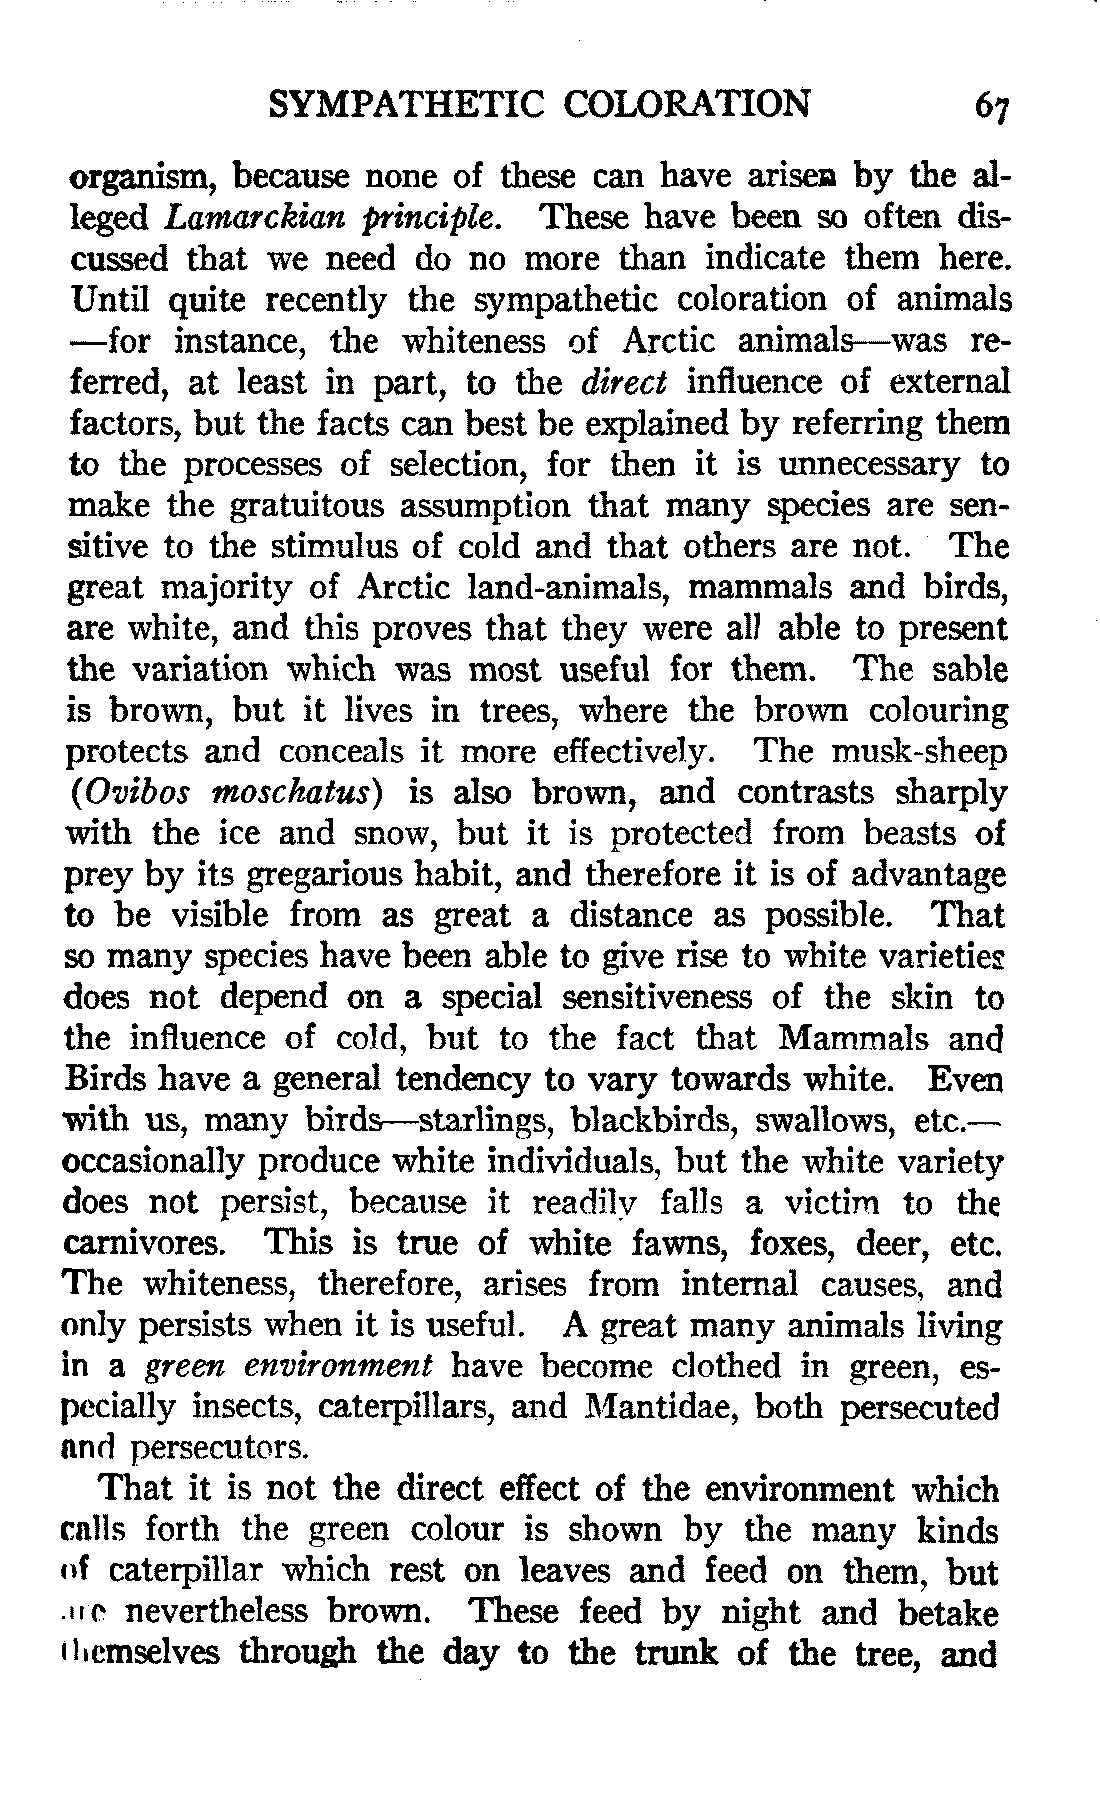 SYMPATHETIC COLORATION 67
organism, because none of these can have arisen by the al-
leged Lamarckian principle. These have been so often dis-
cussed that we need do no more than indicate them here.
Until quite recently the sympathetic coloration of animals
—for instance, the whiteness of Arctic animals—was re-
ferred, at least in part, to the direct influence of external
factors, but the facts can best be explained by referring them
to the processes of selection, for then it is unnecessary to
make the gratuitous assumption that many species are sen-
sitive to the stimulus of cold and that others are not. The
great majority of Arctic land-animals, mammals and birds,
are white, and this proves that they were all able to present
the variation which was most useful for them. The sable
is brown, but it lives in trees, where the brown colouring
protects and conceals it more effectively. The musk-sheep
(Ovibos moschatus) is also brown, and contrasts sharply
with the ice and snow, but it is protected from beasts of
prey by its gregarious habit, and therefore it is of advantage
to be visible from as great a distance as possible. That
so many species have been able to give rise to white varieties
does not depend on a special sensitiveness of the skin to
the influence of cold, but to the fact that Mammals and
Birds have a general tendency to vary towards white. Even
with us, many birds—starlings, blackbirds, swallows, etc.—
occasionally produce white individuals, but the white variety
does not persist, because it readily falls a victim to the
carnivores. This is true of white fawns, foxes, deer, etc.
The whiteness, therefore, arises from internal causes, and
only persists when it is useful. A great many animals living
in a green environment have become clothed in green, es-
pecially insects, caterpillars, and Mantidae, both persecuted
and persecutors.
That it is not the direct effect of the environment which
calls forth the green colour is shown by the many kinds
of caterpillar which rest on leaves and feed on them, but
are nevertheless brown. These feed by night and betake
themselves through the day to the trunk of the tree, and